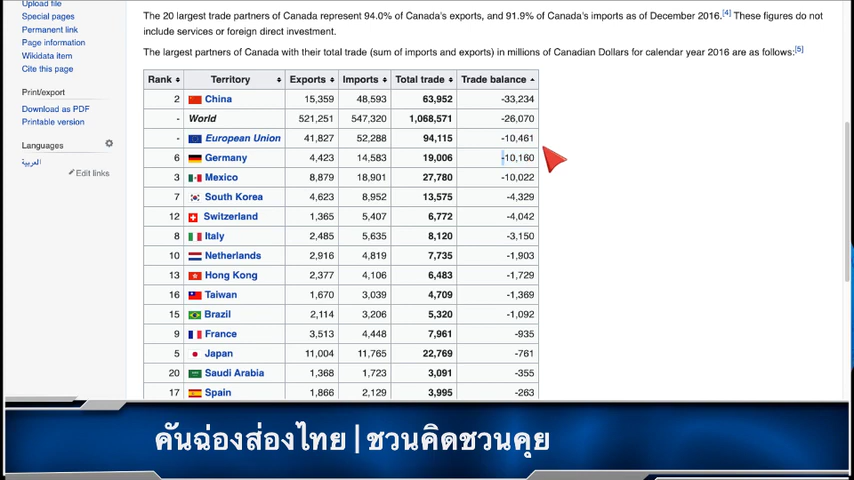 Upload file
Special pages
Permanent link
Page information
Wikidata item
Cite this page
Print/export
Download as PDF
Printable version
Languages
العربية
Edit links
The 20 largest trade partners of Canada represent 94.0% of Canada's exports, and 91.9% of Canada's imports as of December 2016.[4] These figures do not
include services or foreign direct investment.
The largest partners of Canada with their total trade (sum of imports and exports) in millions of Canadian Dollars for calendar year 2016 are as follows:[5]
Rank Territory Exports Imports Total trade Trade balance
2 China 15,359 48,593 63,952 -33,234
- World 521,251 547,320 1,068,571 -26,070
- European Union 41,827 52,288 94,115 -10,461
6 Germany 4,423 14,583 19,006 -10,160
3 Mexico 8,879 18,901 27,780 -10,022
7 South Korea 4,623 8,952 13,575 -4,329
12 Switzerland 1,365 5,407 6,772 -4,042
8 Italy 2,485 5,635 8,120 -3,150
10 Netherlands 2,916 4,819 7,735 -1,903
13 Hong Kong 2,377 4,106 6,483 -1,729
16 Taiwan 1,670 3,039 4,709 -1,369
15 Brazil 2,114 3,206 5,320 -1,092
9 France 3,513 4,448 7,961 -935
5 Japan 11,004 11,765 22,769 -761
20 Saudi Arabia 1,368 1,723 3,091 -355
17 Spain 1,866 2,129 3,995 -263
คันฉ่องส่องไทย | ชวนคิดชวนคุย